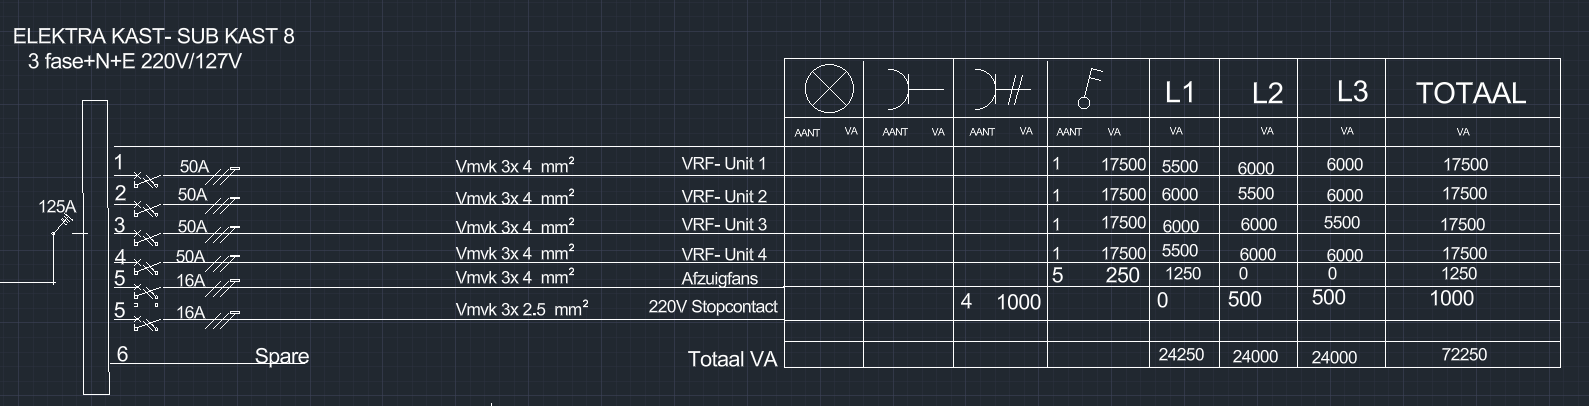 ELEKTRA KAST- SUB KAST 8
3 fase+N+E 220V/127V
L1 L2 L3 TOTAAL
AANT VA AANT VA AANT VA AANT VA VA VA VA VA
1 50A Vmvk 3x 4 mm² VRF- Unit 1 1 17500 5500 6000 6000 17500
2 50A Vmvk 3x 4 mm² VRF- Unit 2 1 17500 6000 5500 6000 17500
125A
3 50A Vmvk 3x 4 mm² VRF- Unit 3 1 17500 6000 6000 5500 17500
4 50A Vmvk 3x 4 mm² VRF- Unit 4 1 17500 5500 6000 6000 17500
5 16A Vmvk 3x 4 mm² Afzuigfans 5 250 1250 0 0 1250
5 16A Vmvk 3x 2.5 mm² 220V Stopcontact 4 1000 0 500 500 1000
6 Spare Totaal VA 24250 24000 24000 72250